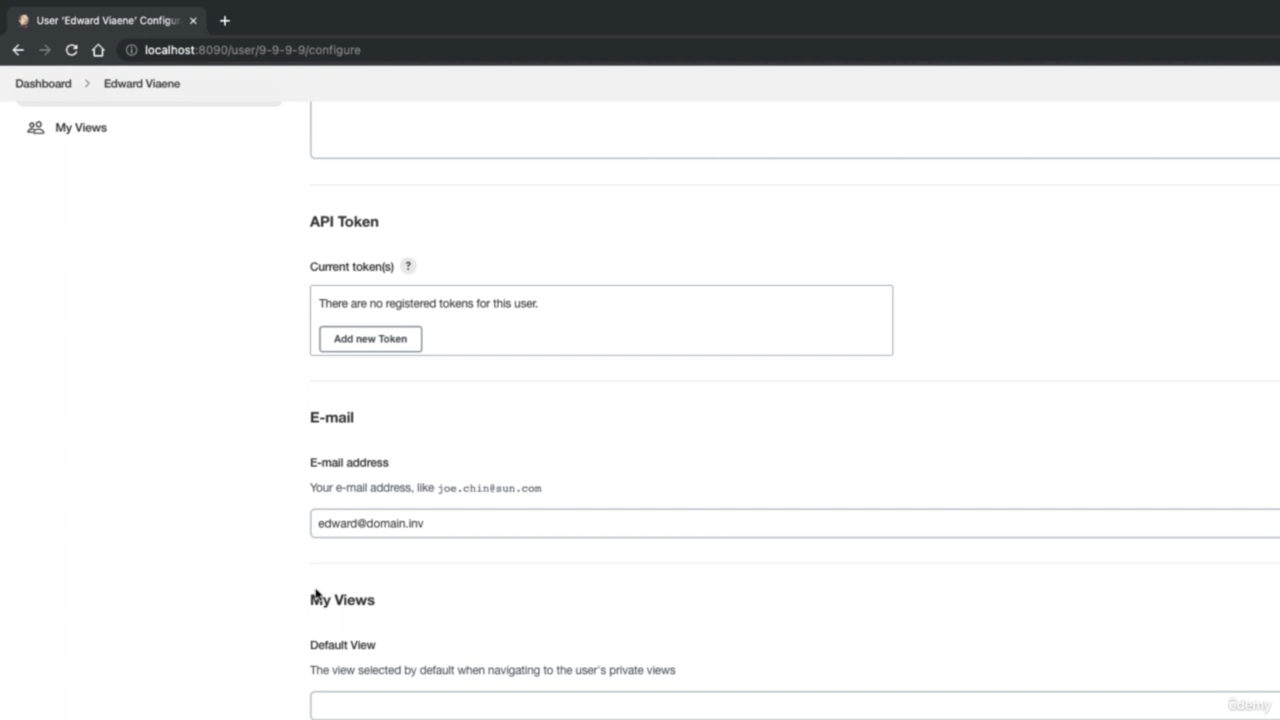 User 'Edward Viaene' Configur
localhost:8090/user/9-9-9-9/configure
Dashboard > Edward Viaene
My Views
API Token
Current token(s) ?
There are no registered tokens for this user.
Add new Token
E-mail
E-mail address
Your e-mail address, like joe.chin@sun.com
edward@domain.inv
My Views
Default View
The view selected by default when navigating to the user's private views
ûdemy